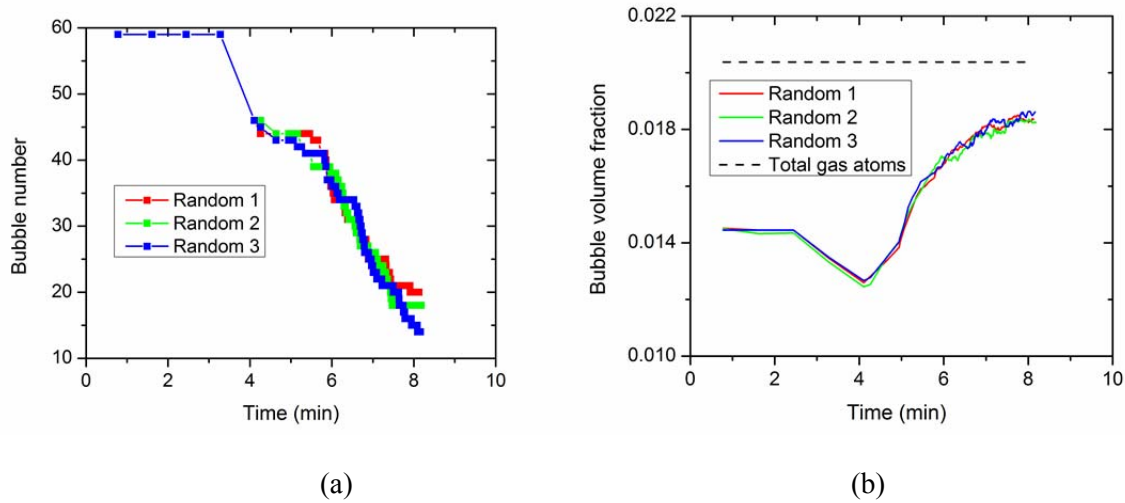 60
50
40
30
20
10
Bubble number
Random 1
Random 2
Random 3
0 2 4 6 8 10
Time (min)
(a)
0.022
0.018
0.014
0.010
Bubble volume fraction
Random 1
Random 2
Random 3
Total gas atoms
0 2 4 6 8 10
Time (min)
(b)